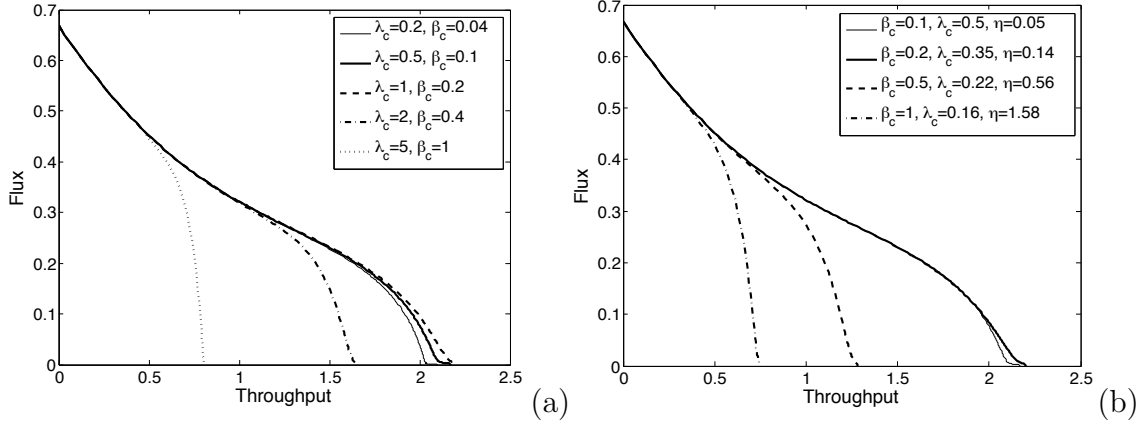 0.7
0.6
0.5
0.4
0.3
0.2
0.1
0
Flux
0 0.5 1 1.5 2 2.5
Throughput
λc=0.2, βc=0.04
λc=0.5, βc=0.1
λc=1, βc=0.2
λc=2, βc=0.4
λc=5, βc=1
(a)
0.7
0.6
0.5
0.4
0.3
0.2
0.1
0
Flux
0 0.5 1 1.5 2 2.5
Throughput
βc=0.1, λc=0.5, η=0.05
βc=0.2, λc=0.35, η=0.14
βc=0.5, λc=0.22, η=0.56
βc=1, λc=0.16, η=1.58
(b)